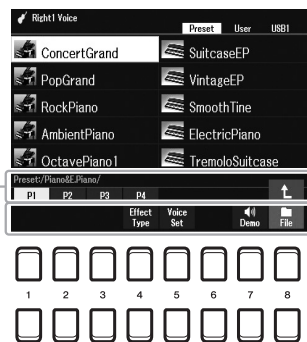 Right1 Voice
Preset User USB1
ConcertGrand SuitcaseEP
PopGrand VintageEP
RockPiano SmoothTine
AmbientPiano ElectricPiano
OctavePiano1 TremoloSuitcase
Preset:/Piano&E.Piano/
P1 P2 P3 P4
Effect Type Voice Set Demo File
1 2 3 4 5 6 7 8